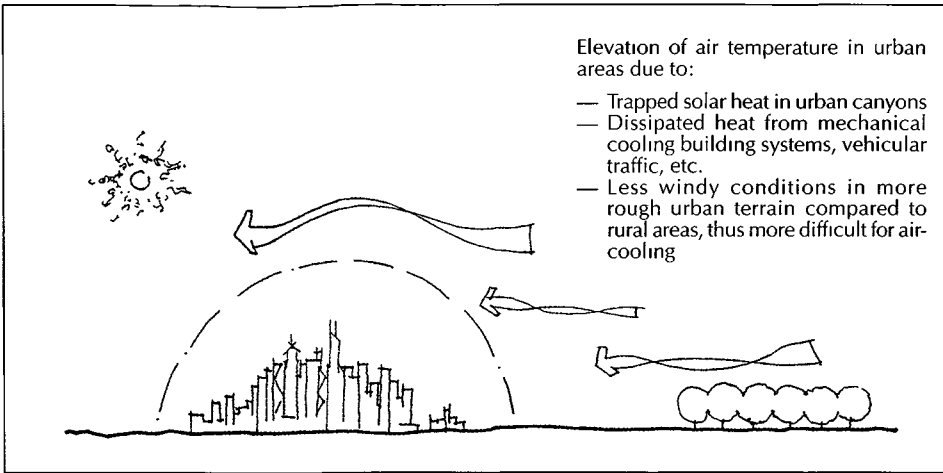 Elevation of air temperature in urban
areas due to:
— Trapped solar heat in urban canyons
— Dissipated heat from mechanical
cooling building systems, vehicular
traffic, etc.
— Less windy conditions in more
rough urban terrain compared to
rural areas, thus more difficult for air-
cooling